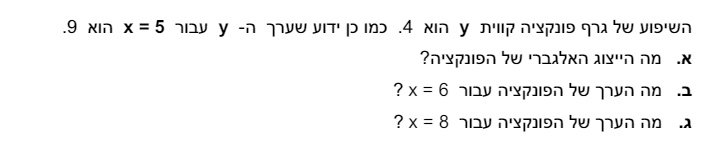 השיפוע של גרף פונקציה קווית y הוא 4. כמו כן ידוע שערך ה- y עבור x = 5 הוא 9.
א. מה הייצוג האלגברי של הפונקציה?
ב. מה הערך של הפונקציה עבור x = 6 ?
ג. מה הערך של הפונקציה עבור x = 8 ?